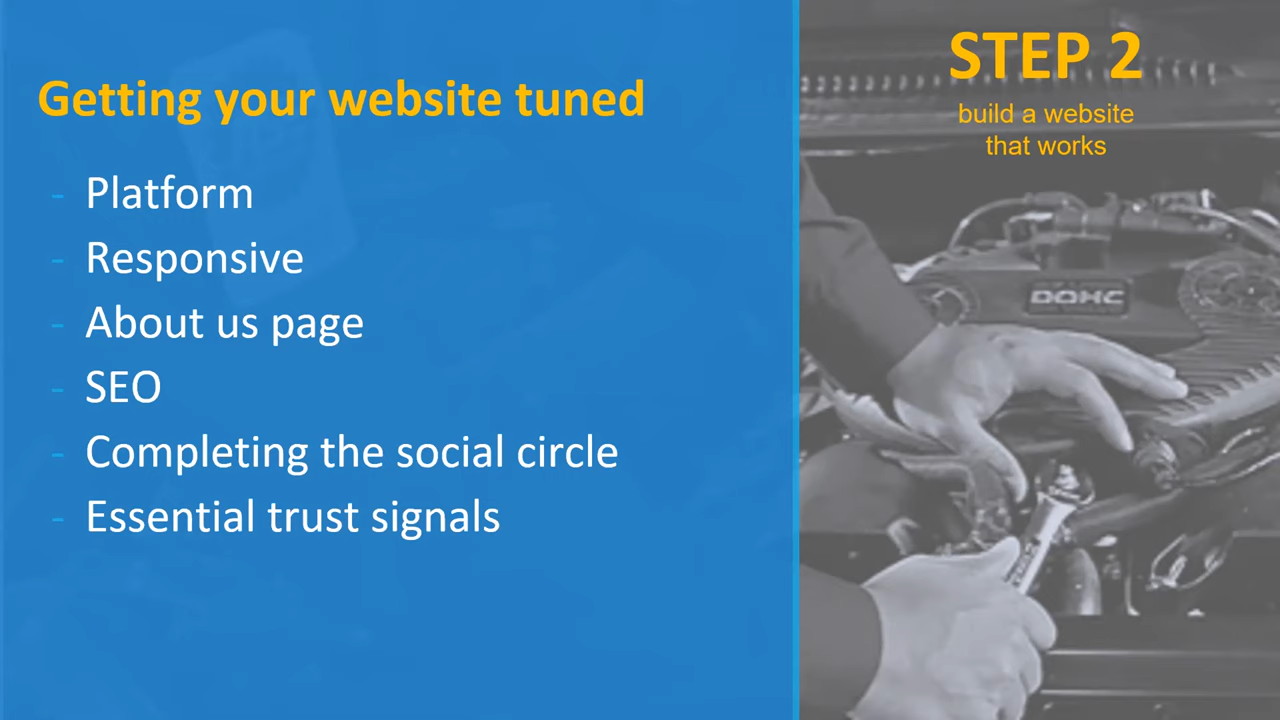 Getting your website tuned
- Platform
- Responsive
- About us page
- SEO
- Completing the social circle
- Essential trust signals
STEP 2
build a website
that works
DOHC